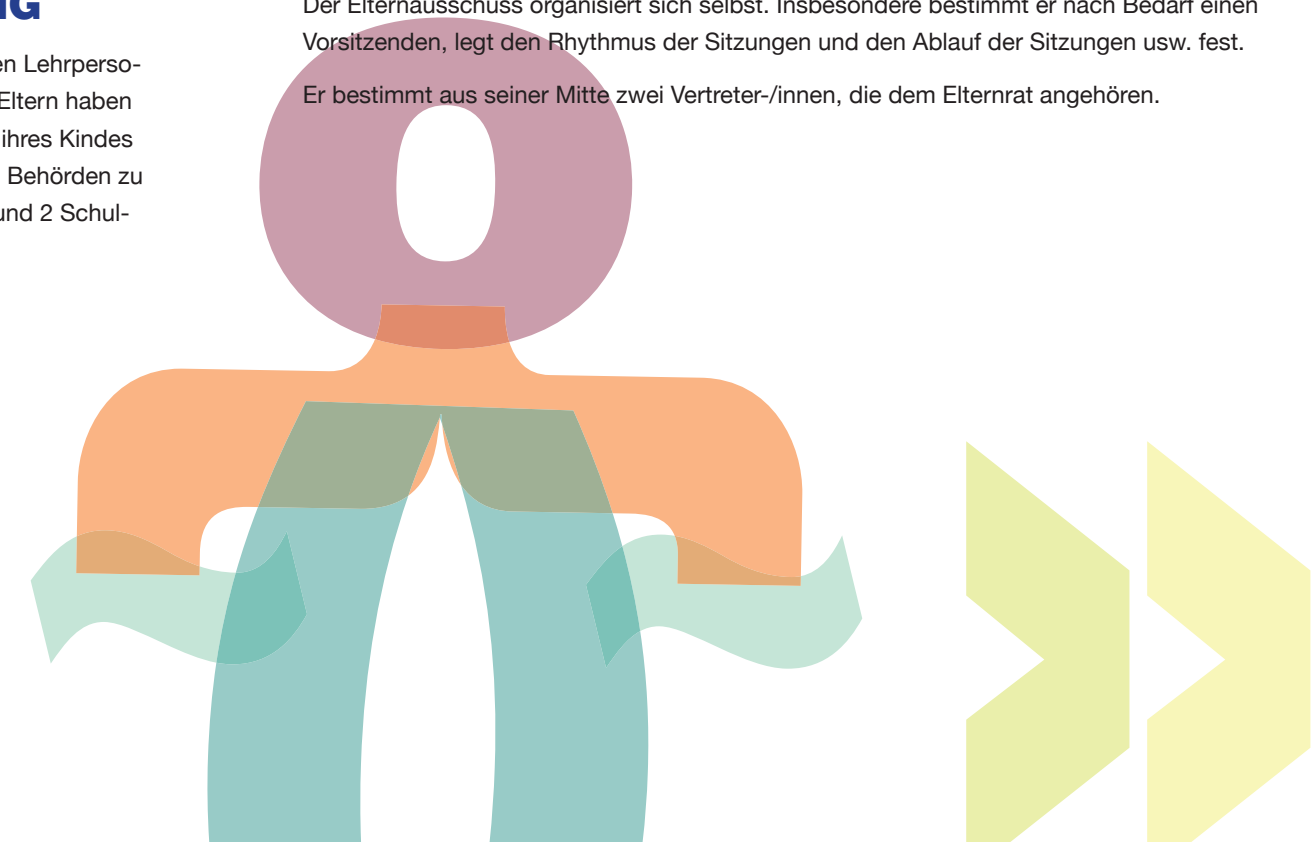 NG
en Lehrperso-
Eltern haben
ihres Kindes
Behörden zu
und 2 Schul-
Der Elternausschuss organisiert sich selbst. Insbesondere bestimmt er nach Bedarf einen
Vorsitzenden, legt den Rhythmus der Sitzungen und den Ablauf der Sitzungen usw. fest.
Er bestimmt aus seiner Mitte zwei Vertreter-/innen, die dem Elternrat angehören.